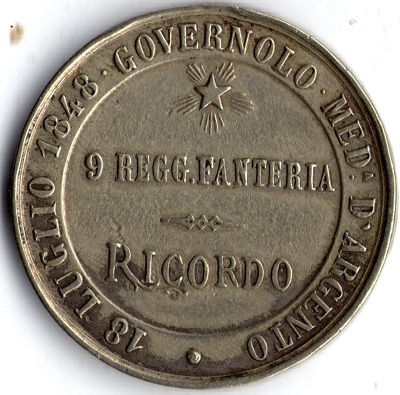 18 LUGLIO 1848 · GOVERNOLO · MED.A D'ARGENTO
9 REGG. FANTERIA
RICORDO